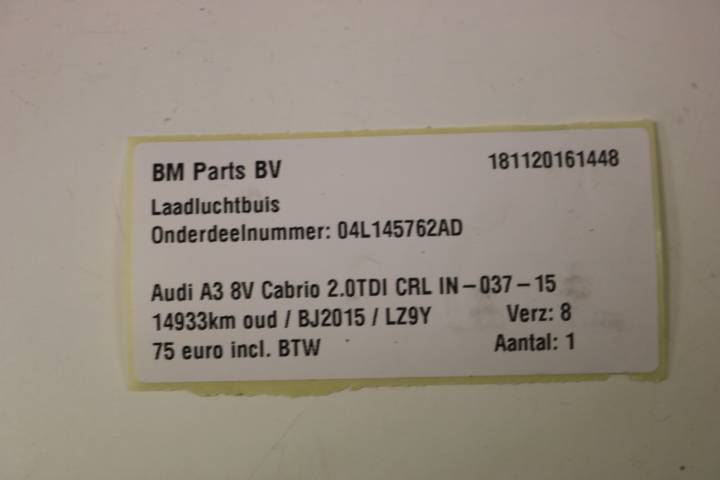 BM Parts BV 181120161448
Laadluchtbuis
Onderdeelnummer: 04L145762AD
Audi A3 8V Cabrio 2.0TDI CRL IN-037-15
14933km oud / BJ2015 / LZ9Y Verz: 8
75 euro incl. BTW Aantal: 1